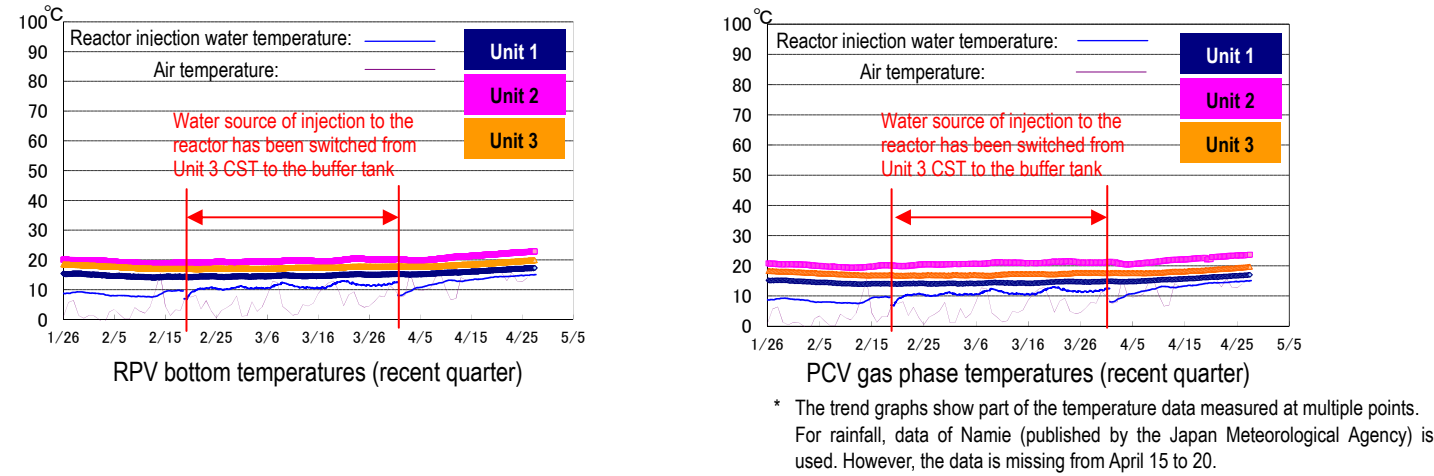 100℃
90
80
70
60
50
40
30
20
10
0
Reactor injection water temperature:
Air temperature:
Unit 1
Unit 2
Unit 3
Water source of injection to the
reactor has been switched from
Unit 3 CST to the buffer tank
1/26 2/5 2/15 2/25 3/6 3/16 3/26 4/5 4/15 4/25 5/5
RPV bottom temperatures (recent quarter)
100℃
90
80
70
60
50
40
30
20
10
0
Reactor injection water temperature:
Air temperature:
Unit 1
Unit 2
Unit 3
Water source of injection to the
reactor has been switched from
Unit 3 CST to the buffer tank
1/26 2/5 2/15 2/25 3/6 3/16 3/26 4/5 4/15 4/25 5/5
PCV gas phase temperatures (recent quarter)
* The trend graphs show part of the temperature data measured at multiple points.
For rainfall, data of Namie (published by the Japan Meteorological Agency) is
used. However, the data is missing from April 15 to 20.